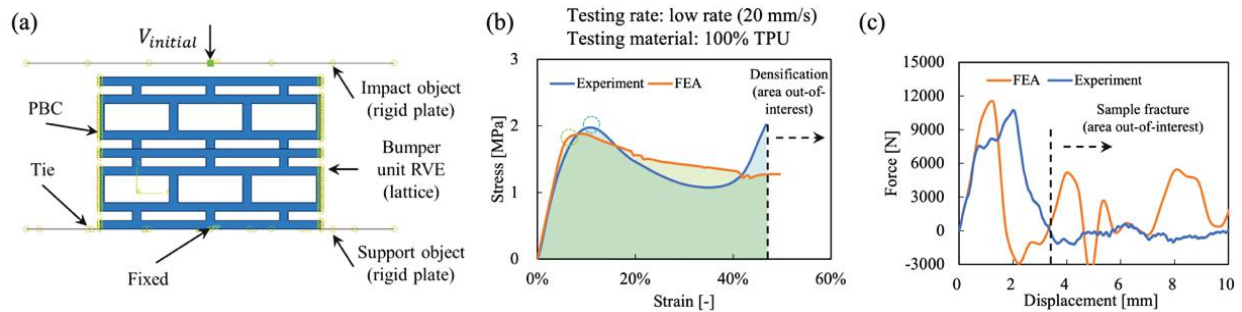 (a)
V_initial
Impact object
(rigid plate)
PBC
Bumper
unit RVE
(lattice)
Tie
Support object
(rigid plate)
Fixed
(b)
Testing rate: low rate (20 mm/s)
Testing material: 100% TPU
3
2
1
0
Stress [MPa]
Experiment
FEA
Densification
(area out-of-
interest)
0%
20%
40%
60%
Strain [-]
(c)
15000
12000
9000
6000
3000
0
-3000
Force [N]
FEA
Experiment
Sample fracture
(area out-of-interest)
0
2
4
6
8
10
Displacement [mm]